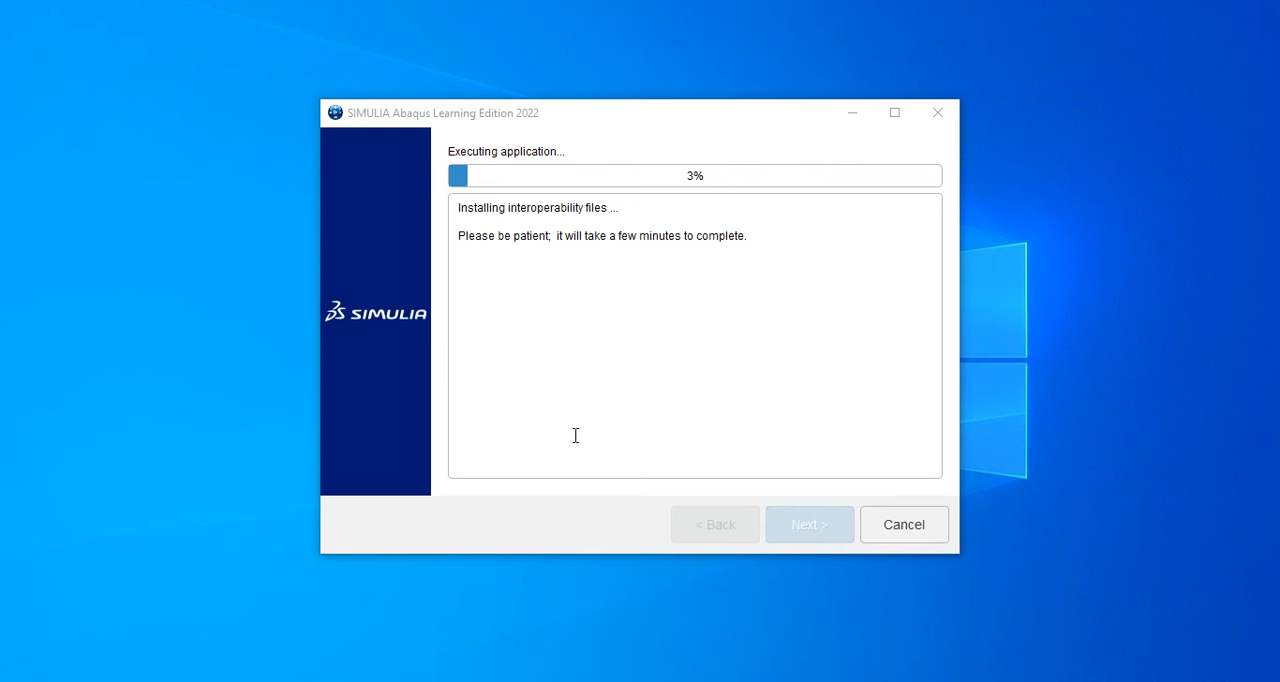 SIMULIA Abaqus Learning Edition 2022
Executing application...
3%
Installing interoperability files ...
Please be patient;  it will take a few minutes to complete.
SIMULIA
< Back
Next >
Cancel